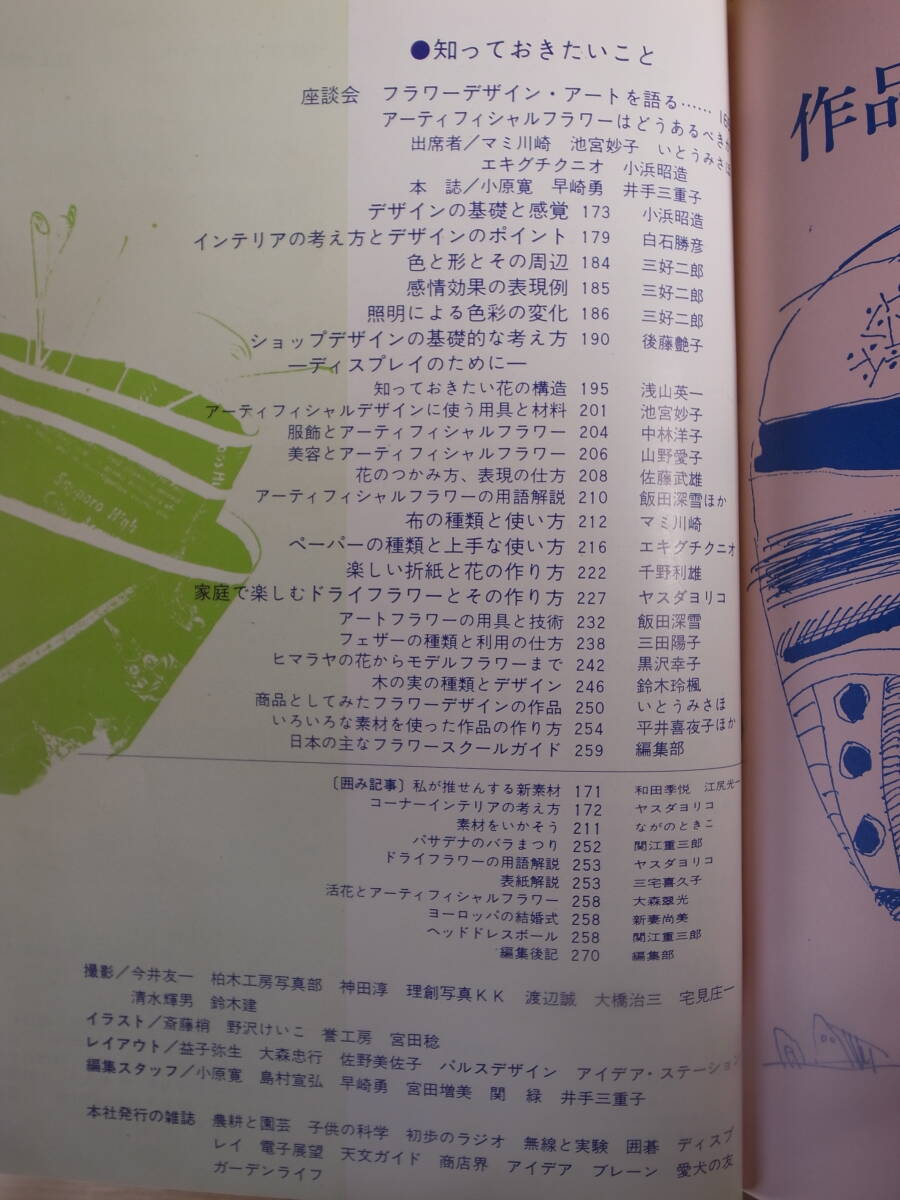 ●知っておきたいこと
座談会　フラワーデザイン・アートを語る……
アーティフィシャルフラワーはどうあるべきか
出席者／マミ川崎　池宮妙子　いとうみさほ
エキグチクニオ　小浜昭造
本　誌／小原寛　早崎勇　井手三重子
デザインの基礎と感覚 173 小浜昭造
インテリアの考え方とデザインのポイント 179 白石勝彦
色と形とその周辺 184 三好二郎
感情効果の表現例 185 三好二郎
照明による色彩の変化 186 三好二郎
ショップデザインの基礎的な考え方 190 後藤艶子
―ディスプレイのために―
知っておきたい花の構造 195 浅山英一
アーティフィシャルデザインに使う用具と材料 201 池宮妙子
服飾とアーティフィシャルフラワー 204 中林洋子
美容とアーティフィシャルフラワー 206 山野愛子
花のつかみ方、表現の仕方 208 佐藤武雄
アーティフィシャルフラワーの用語解説 210 飯田深雪ほか
布の種類と使い方 212 マミ川崎
ペーパーの種類と上手な使い方 216 エキグチクニオ
楽しい折紙と花の作り方 222 千野利雄
家庭で楽しむドライフラワーとその作り方 227 ヤスダヨリコ
アートフラワーの用具と技術 232 飯田深雪
フェザーの種類と利用の仕方 238 三田陽子
ヒマラヤの花からモデルフラワーまで 242 黒沢幸子
木の実の種類とデザイン 246 鈴木玲楓
商品としてみたフラワーデザインの作品 250 いとうみさほ
いろいろな素材を使った作品の作り方 254 平井喜夜子ほか
日本の主なフラワースクールガイド 259 編集部
〔囲み記事〕私が推せんする新素材 171 和田季悦　江尻光一
コーナーインテリアの考え方 172 ヤスダヨリコ
素材をいかそう 211 ながのときこ
パサデナのバラまつり 252 関江重三郎
ドライフラワーの用語解説 253 ヤスダヨリコ
表紙解説 253 三宅喜久子
活花とアーティフィシャルフラワー 258 大森翠光
ヨーロッパの結婚式 258 新妻尚美
ヘッドドレスボール 258 関江重三郎
編集後記 270 編集部
撮影／今井友一　柏木工房写真部　神田淳　理創写真KK　渡辺誠　大橋治三　宅見庄一
清水輝男　鈴木建
イラスト／斎藤梢　野沢けいこ　誉工房　宮田稔
レイアウト／益子弥生　大森忠行　佐野美佐子　パルスデザイン　アイデア・ステーション
編集スタッフ／小原寛　島村宣弘　早崎勇　宮田増美　関　緑　井手三重子
本社発行の雑誌　農耕と園芸　子供の科学　初歩のラジオ　無線と実験　囲碁　ディスプ
レイ　電子展望　天文ガイド　商店界　アイデア　ブレーン　愛犬の友
ガーデンライフ
作品